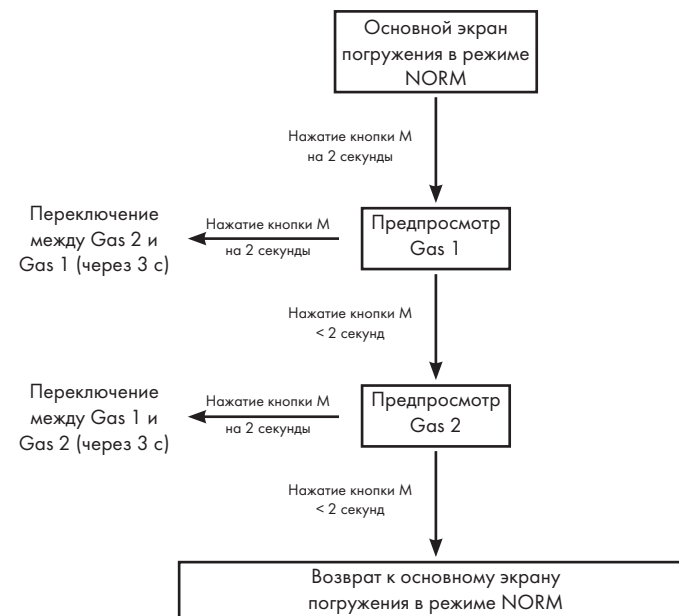 Основной экран
погружения в режиме
NORM
Нажатие кнопки М
на 2 секунды
Переключение
между Gas 2 и
Gas 1 (через 3 с)
Нажатие кнопки М
на 2 секунды
Предпросмотр
Gas 1
Нажатие кнопки М
< 2 секунд
Переключение
между Gas 1 и
Gas 2 (через 3 с)
Нажатие кнопки М
на 2 секунды
Предпросмотр
Gas 2
Нажатие кнопки М
< 2 секунд
Возврат к основному экрану
погружения в режиме NORM